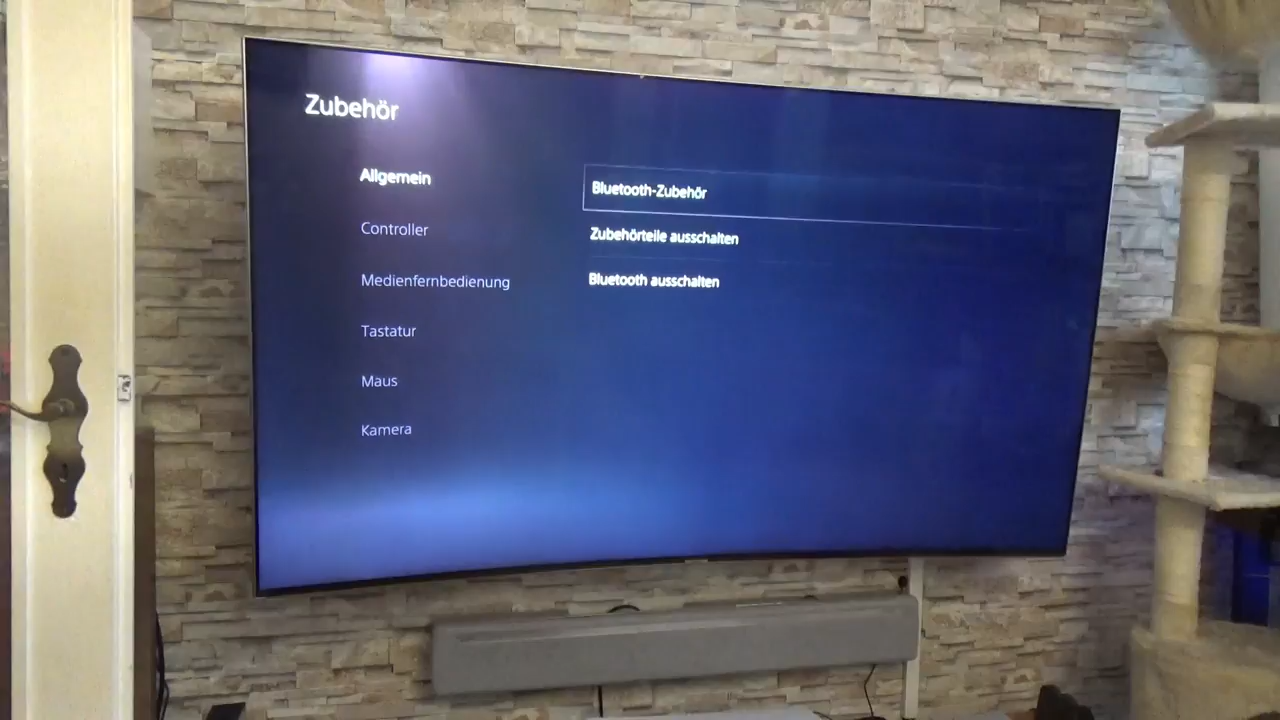 Zubehör
Allgemein
Controller
Medienfernbedienung
Tastatur
Maus
Kamera
Bluetooth-Zubehör
Zubehörteile ausschalten
Bluetooth ausschalten